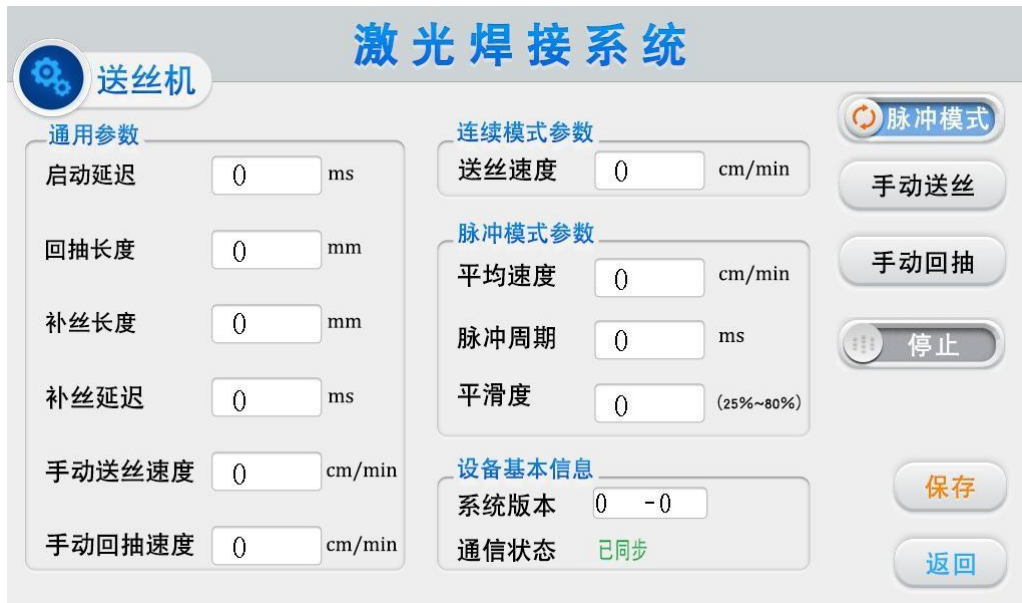 激光焊接系统
送丝机
通用参数
启动延迟 0 ms
回抽长度 0 mm
补丝长度 0 mm
补丝延迟 0 ms
手动送丝速度 0 cm/min
手动回抽速度 0 cm/min
连续模式参数
送丝速度 0 cm/min
脉冲模式参数
平均速度 0 cm/min
脉冲周期 0 ms
平滑度 0 (25%~80%)
设备基本信息
系统版本 0 -0
通信状态 已同步
脉冲模式
手动送丝
手动回抽
停止
保存
返回